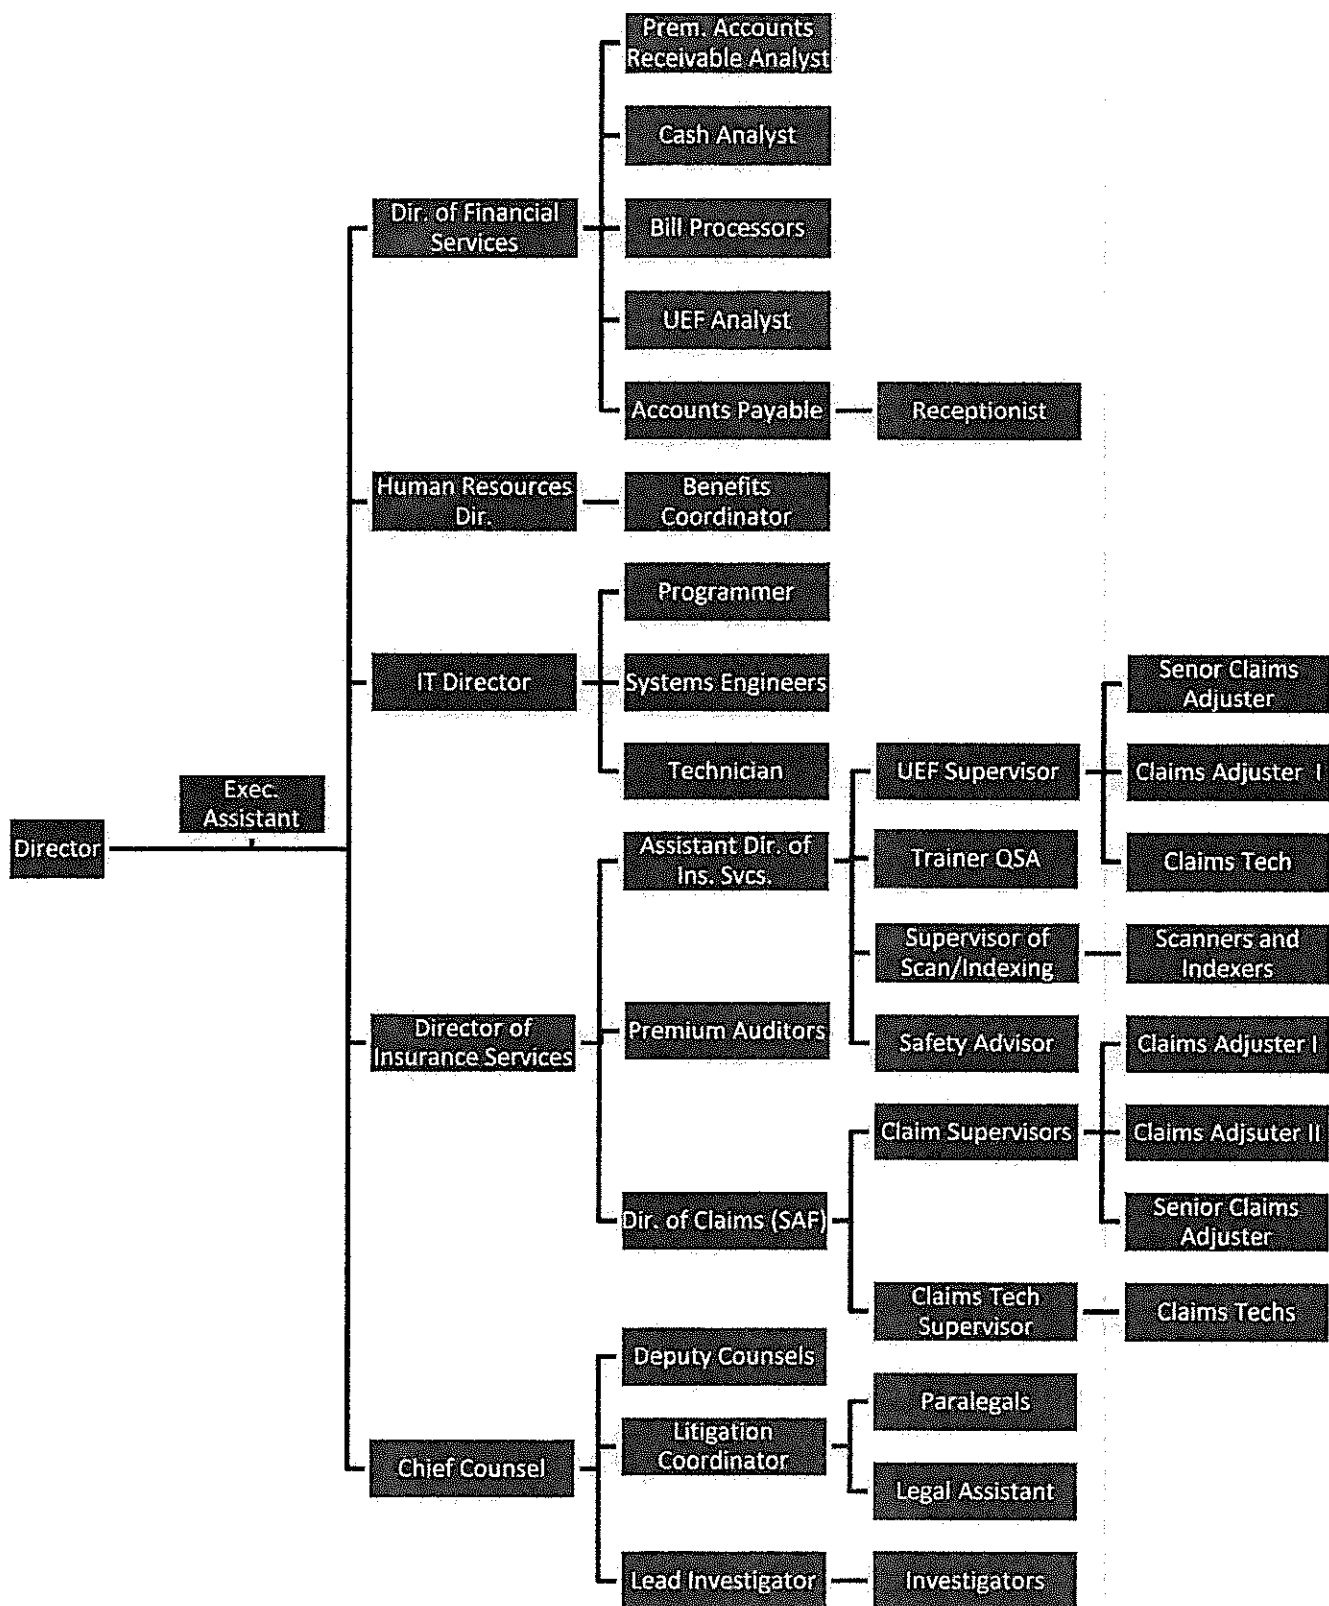 Prem. Accounts
Receivable Analyst
Cash Analyst
Dir. of Financial
Services
Bill Processors
UEF Analyst
Accounts Payable
Receptionist
Human Resources
Dir.
Benefits
Coordinator
Programmer
IT Director
Systems Engineers
Technician
Senor Claims
Adjuster
UEF Supervisor
Claims Adjuster I
Exec.
Assistant
Director
Assistant Dir. of
Ins. Svcs.
Trainer QSA
Claims Tech
Supervisor of
Scan/Indexing
Scanners and
Indexers
Director of
Insurance Services
Premium Auditors
Safety Advisor
Claims Adjuster I
Claim Supervisors
Claims Adjsuter II
Dir. of Claims (SAF)
Senior Claims
Adjuster
Claims Tech
Supervisor
Claims Techs
Deputy Counsels
Paralegals
Chief Counsel
Litigation
Coordinator
Legal Assistant
Lead Investigator
Investigators